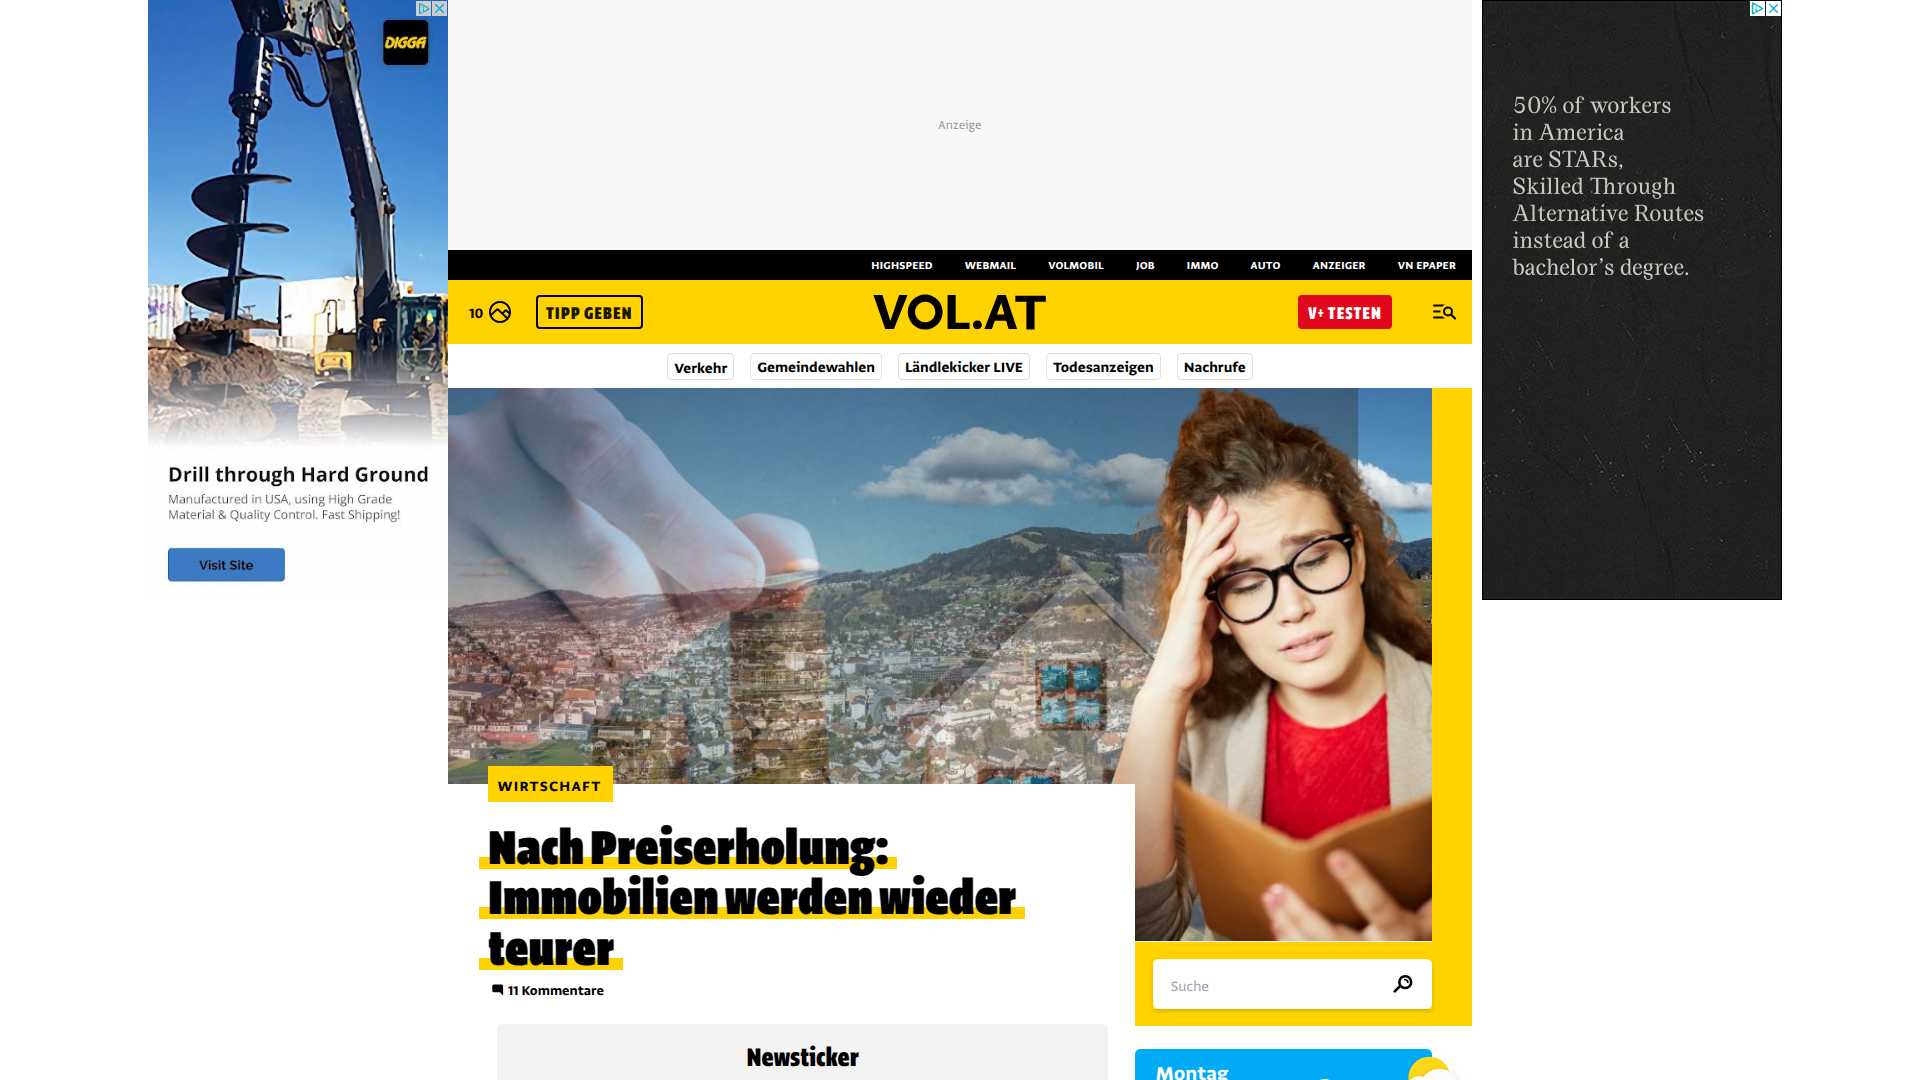 DIGGA
Drill through Hard Ground
Manufactured in USA, using High Grade
Material & Quality Control. Fast Shipping!
Visit Site
Anzeige
HIGHSPEED WEBMAIL VOLMOBIL JOB IMMO AUTO ANZEIGER VN EPAPER
10 TIPP GEBEN VOL.AT V+ TESTEN
Verkehr Gemeindewahlen Ländlekicker LIVE Todesanzeigen Nachrufe
WIRTSCHAFT
Nach Preiserholung:
Immobilien werden wieder
teurer
11 Kommentare
Newsticker
Suche
Montag
50% of workers
in America
are STARs,
Skilled Through
Alternative Routes
instead of a
bachelor's degree.